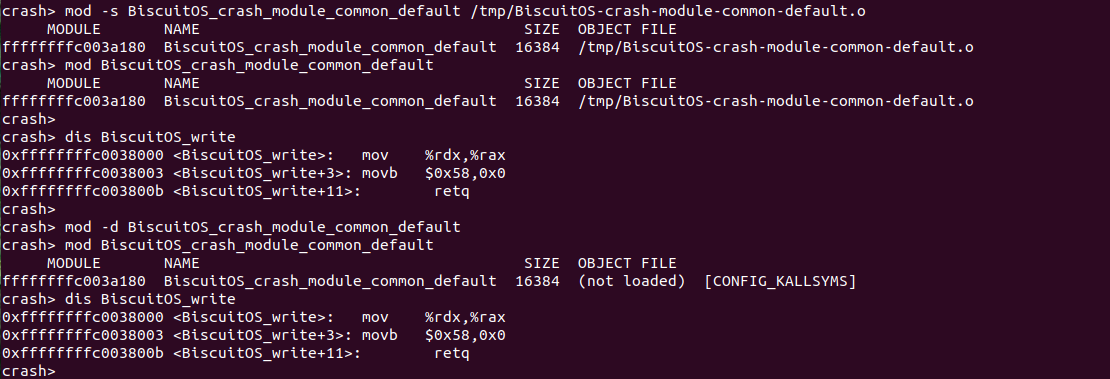 crash> mod -s BiscuitOS_crash_module_common_default /tmp/BiscuitOS-crash-module-common-default.o
     MODULE       NAME                                    SIZE  OBJECT FILE
ffffffffc003a180  BiscuitOS_crash_module_common_default  16384  /tmp/BiscuitOS-crash-module-common-default.o
crash> mod BiscuitOS_crash_module_common_default
     MODULE       NAME                                    SIZE  OBJECT FILE
ffffffffc003a180  BiscuitOS_crash_module_common_default  16384  /tmp/BiscuitOS-crash-module-common-default.o
crash>
crash> dis BiscuitOS_write
0xffffffffc0038000 <BiscuitOS_write>:   mov    %rdx,%rax
0xffffffffc0038003 <BiscuitOS_write+3>: movb   $0x58,0x0
0xffffffffc003800b <BiscuitOS_write+11>:        retq
crash>
crash> mod -d BiscuitOS_crash_module_common_default
crash> mod BiscuitOS_crash_module_common_default
     MODULE       NAME                                    SIZE  OBJECT FILE
ffffffffc003a180  BiscuitOS_crash_module_common_default  16384  (not loaded)  [CONFIG_KALLSYMS]
crash> dis BiscuitOS_write
0xffffffffc0038000 <BiscuitOS_write>:   mov    %rdx,%rax
0xffffffffc0038003 <BiscuitOS_write+3>: movb   $0x58,0x0
0xffffffffc003800b <BiscuitOS_write+11>:        retq
crash>